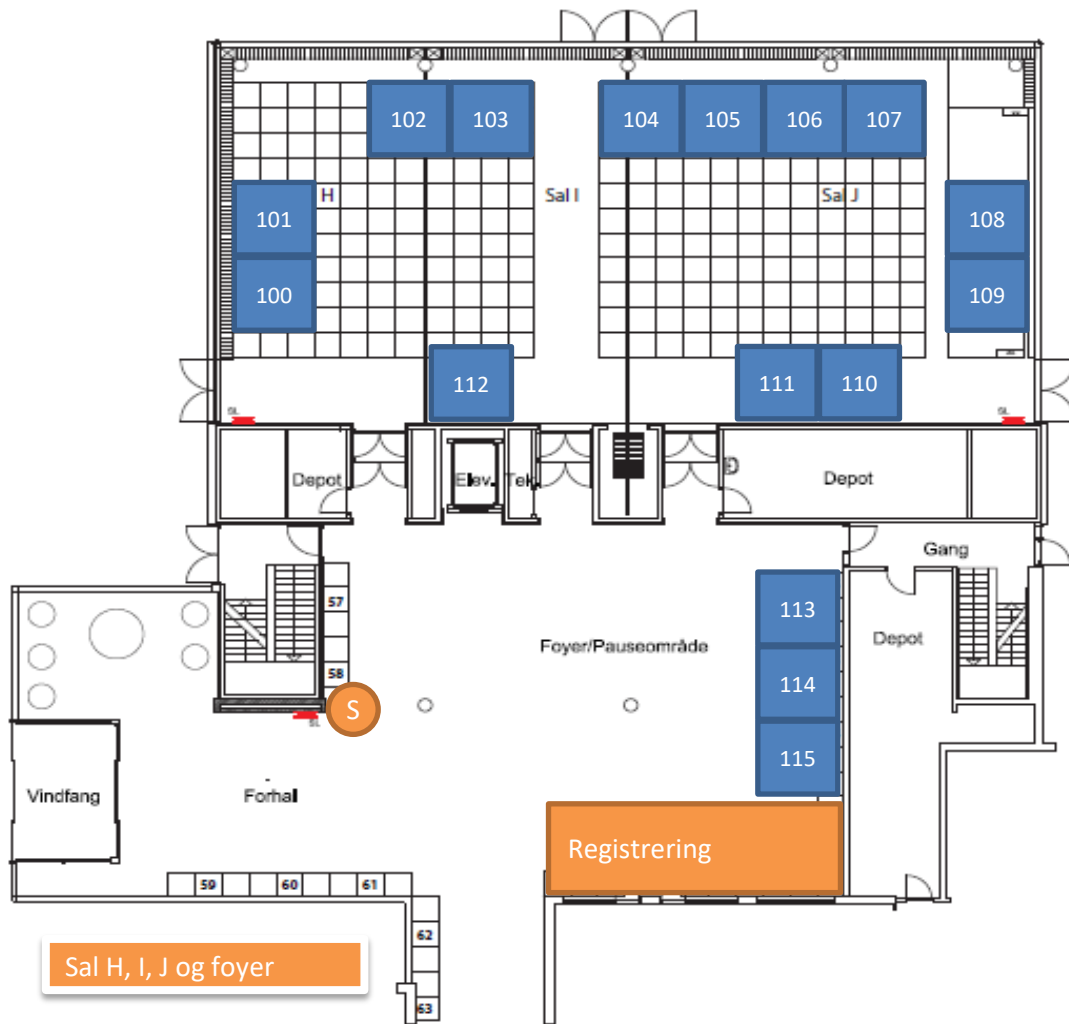 102 103 104 105 106 107
H Sal I Sal J
101 108
100 109
112 111 110
SL SL
Depot Elev. Tek. Depot
Gang
57 113
Foyer/Pauseområde Depot
58 114
S
SL
115
Vindfang Forhal
Registrering
59 60 61
62
Sal H, I, J og foyer
63